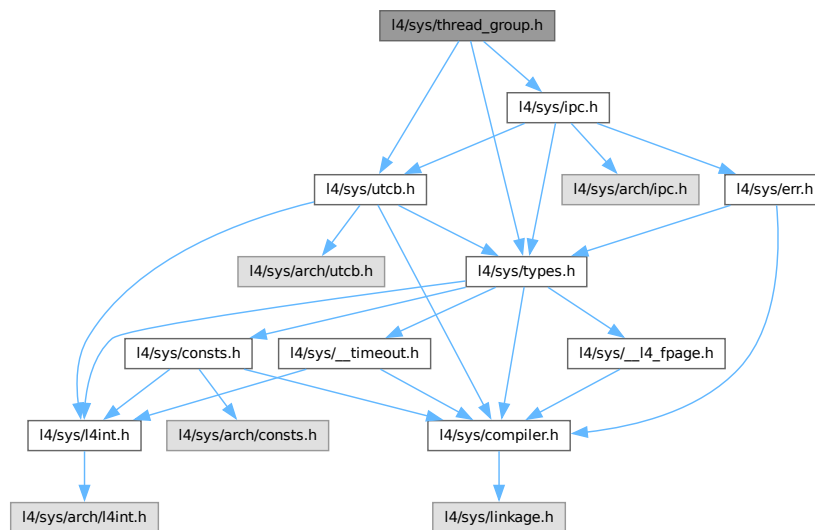 l4/sys/thread_group.h
l4/sys/ipc.h
l4/sys/utcb.h
l4/sys/arch/ipc.h
l4/sys/err.h
l4/sys/arch/utcb.h
l4/sys/types.h
l4/sys/consts.h
l4/sys/__timeout.h
l4/sys/__l4_fpage.h
l4/sys/l4int.h
l4/sys/arch/consts.h
l4/sys/compiler.h
l4/sys/arch/l4int.h
l4/sys/linkage.h